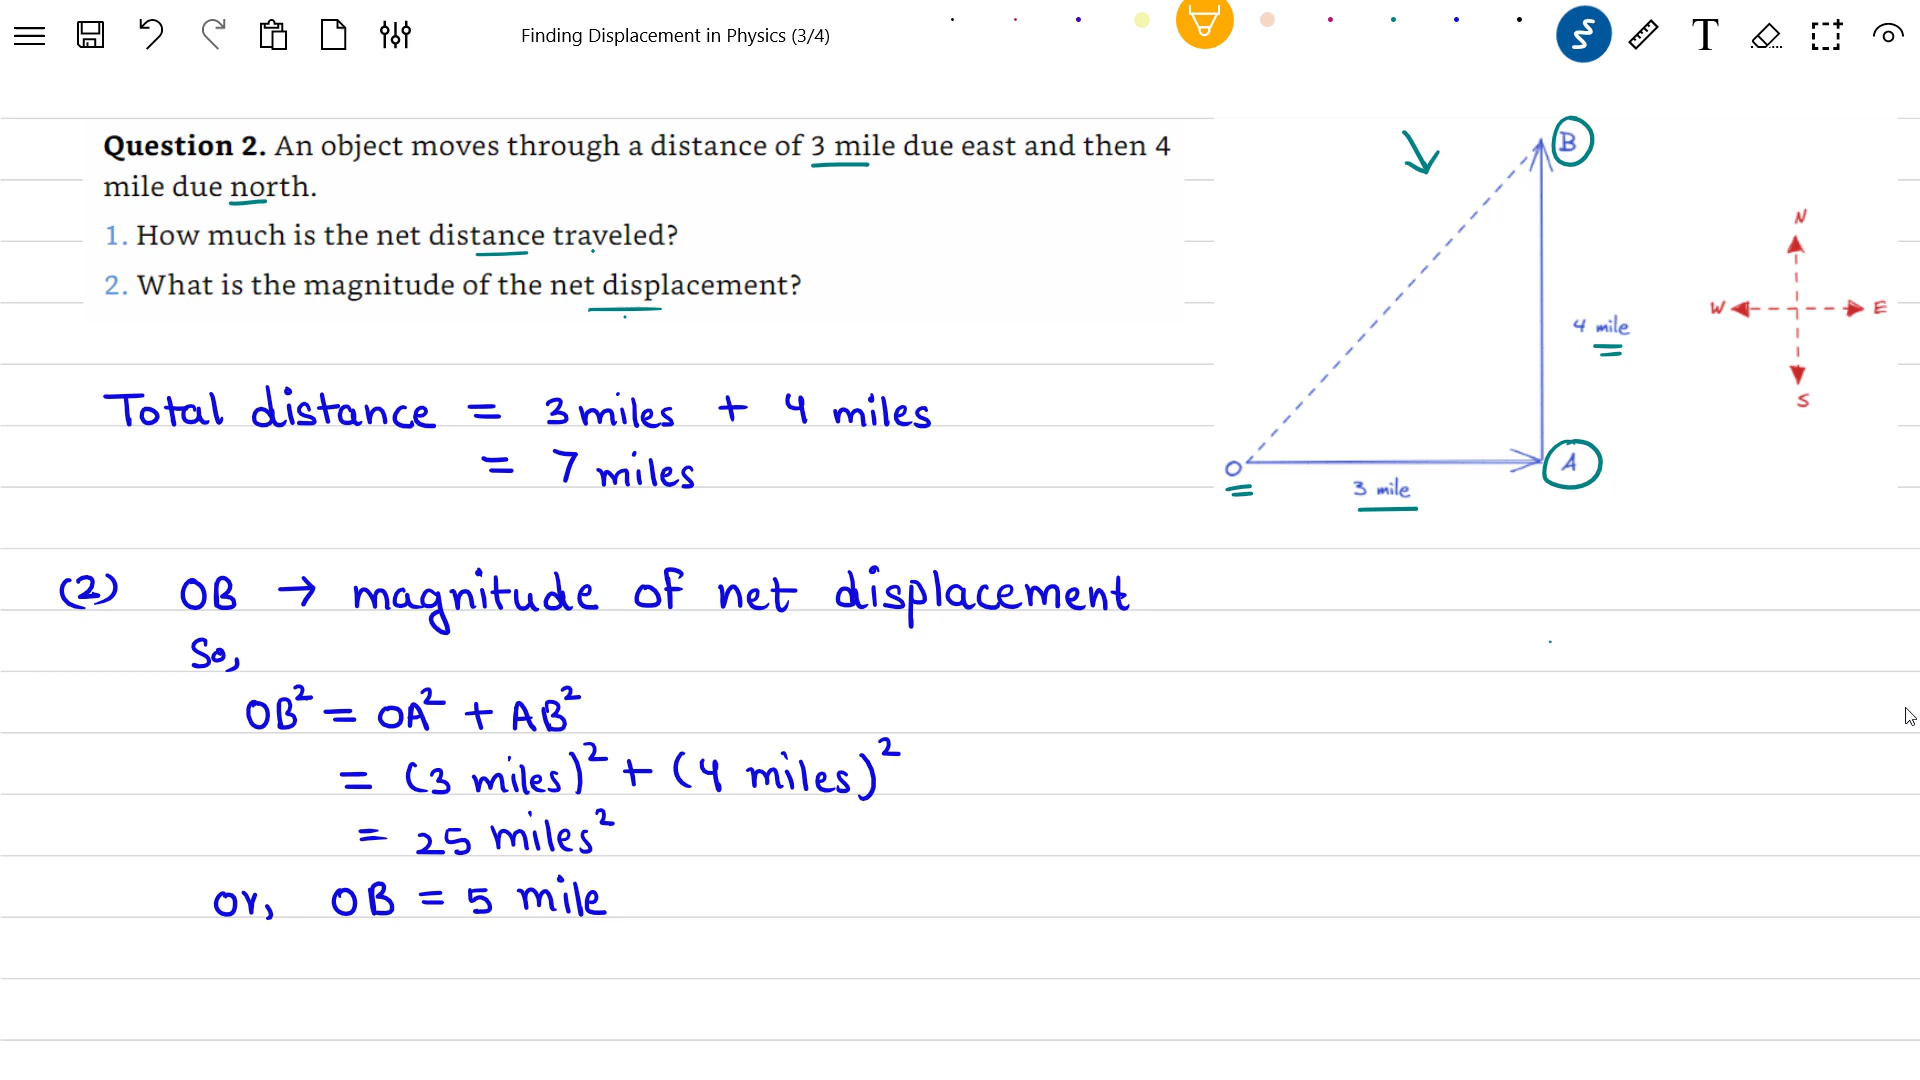 Finding Displacement in Physics (3/4)
T
Question 2. An object moves through a distance of 3 mile due east and then 4
mile due north.
1. How much is the net distance traveled?
2. What is the magnitude of the net displacement?
B
4 mile
O
A
3 mile
N
W
E
S
Total distance = 3 miles + 4 miles
= 7 miles
(2) OB → magnitude of net displacement
So,
OB² = OA² + AB²
= (3 miles)² + (4 miles)²
= 25 miles²
or, OB = 5 mile